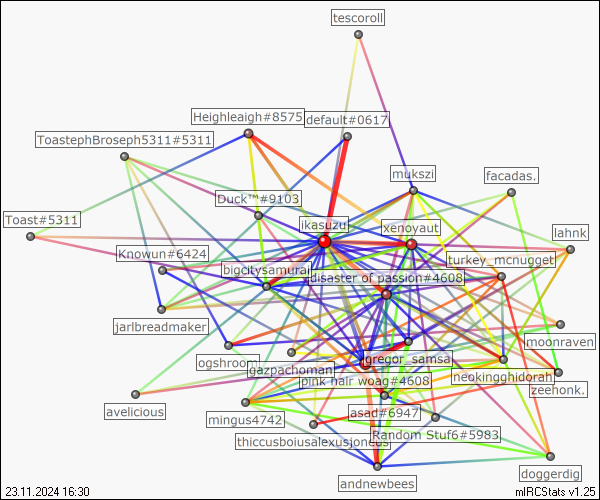 tescoroll
Heighleaigh#8575
default#0617
ToastephBroseph5311#5311
mukszi
facadas.
Duck™#9103
Toast#5311
ikasuzu
xenoyaut
lahnk
Knowun#6424
turkey_mcnugget
bigcitysamurai
disaster of passion#4608
jarlbreadmaker
moonraven
ogshroom
gregor_samsa
gazpachoman
neokingghidorah
pink hair woag#4608
zeehonk.
avelicious
asad#6947
mingus4742
Random Stuf6#5983
thiccusboiusalexusjoneus
doggerdig
andnewbees
23.11.2024 16:30
mIRCStats v1.25